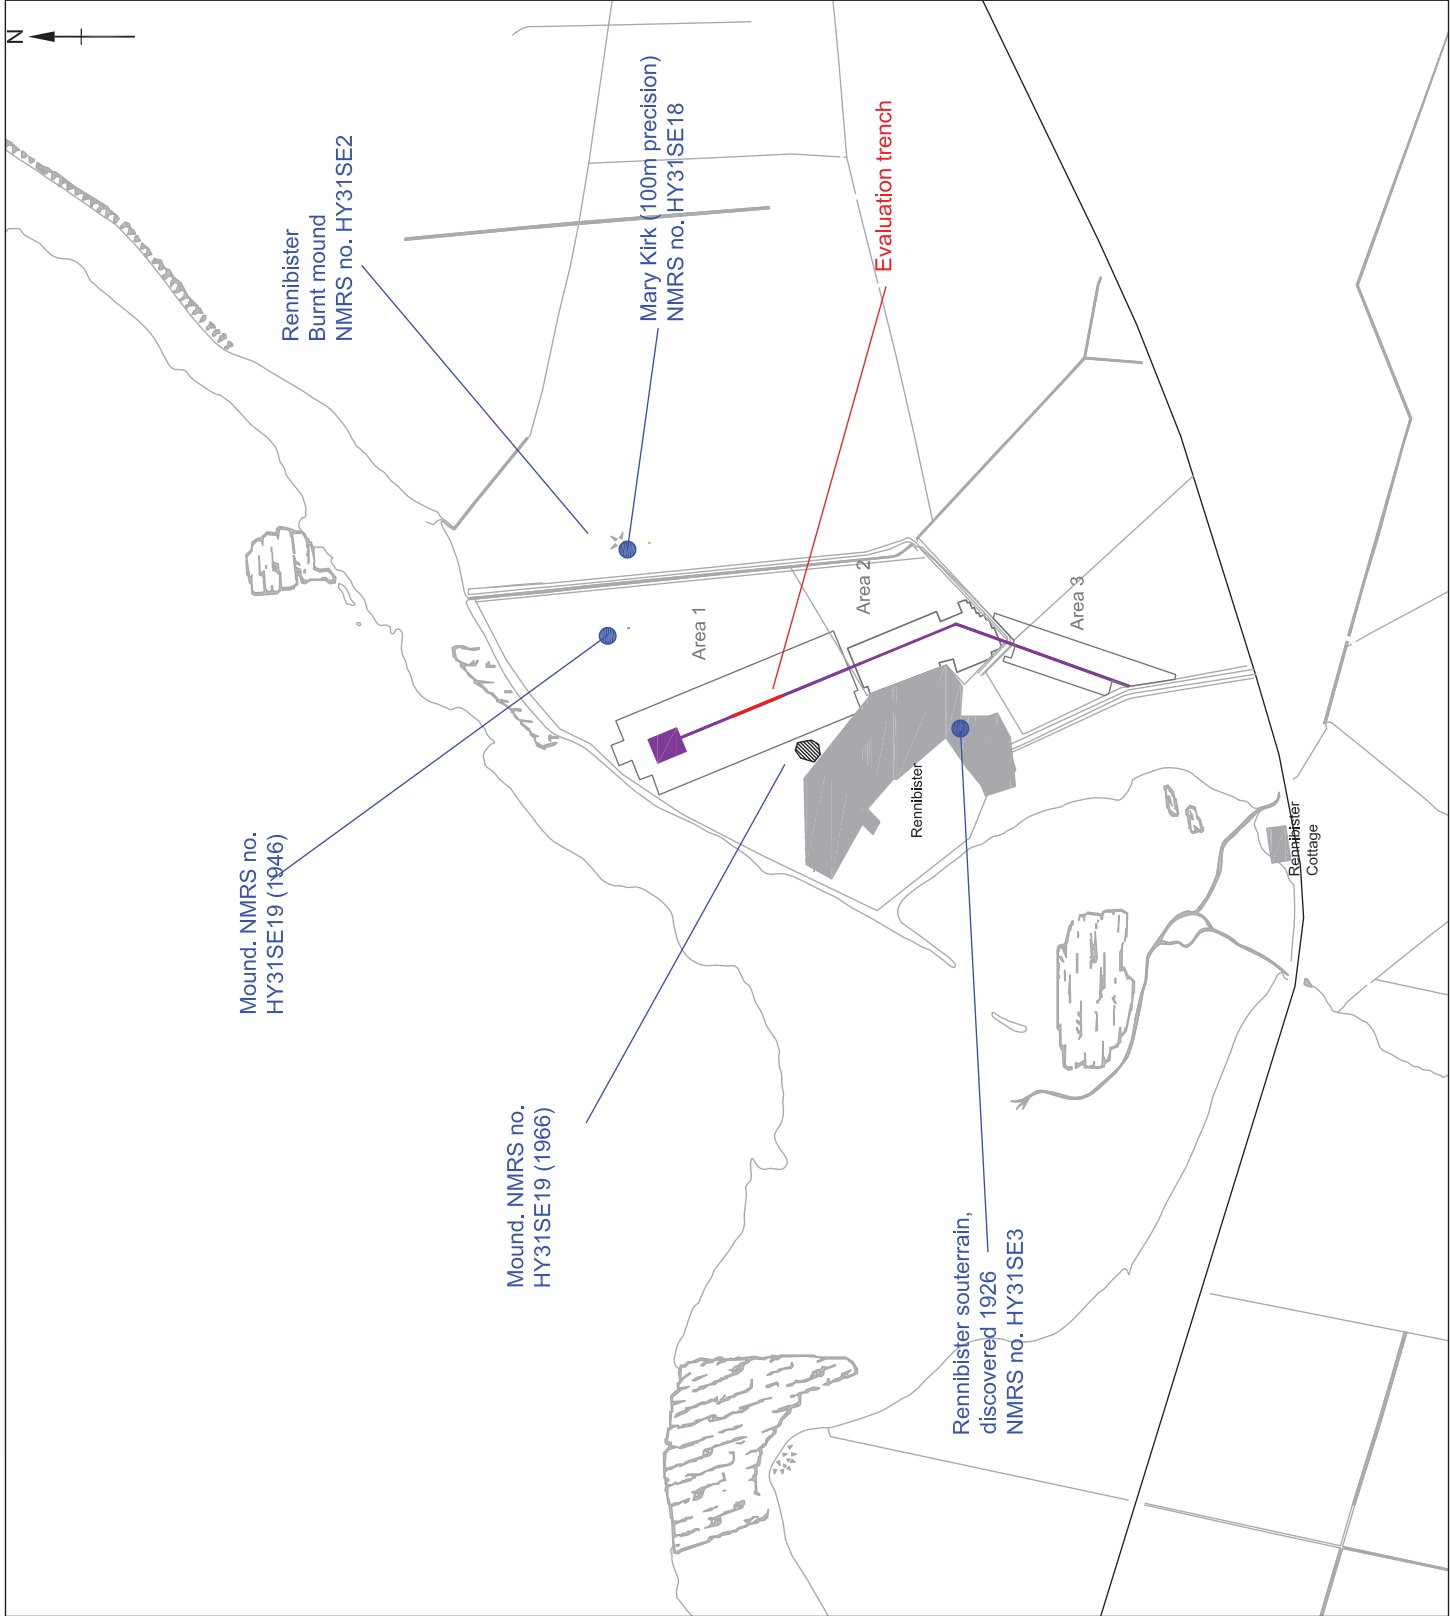 N
Rennibister
Burnt mound
NMRS no. HY31SE2
Mary Kirk (100m precision)
NMRS no. HY31SE18
Evaluation trench
Mound. NMRS no.
HY31SE19 (1946)
Area 1
Area 2
Area 3
Mound. NMRS no.
HY31SE19 (1966)
Rennibister
Rennibister
Cottage
Rennibister souterrain,
discovered 1926
NMRS no. HY31SE3